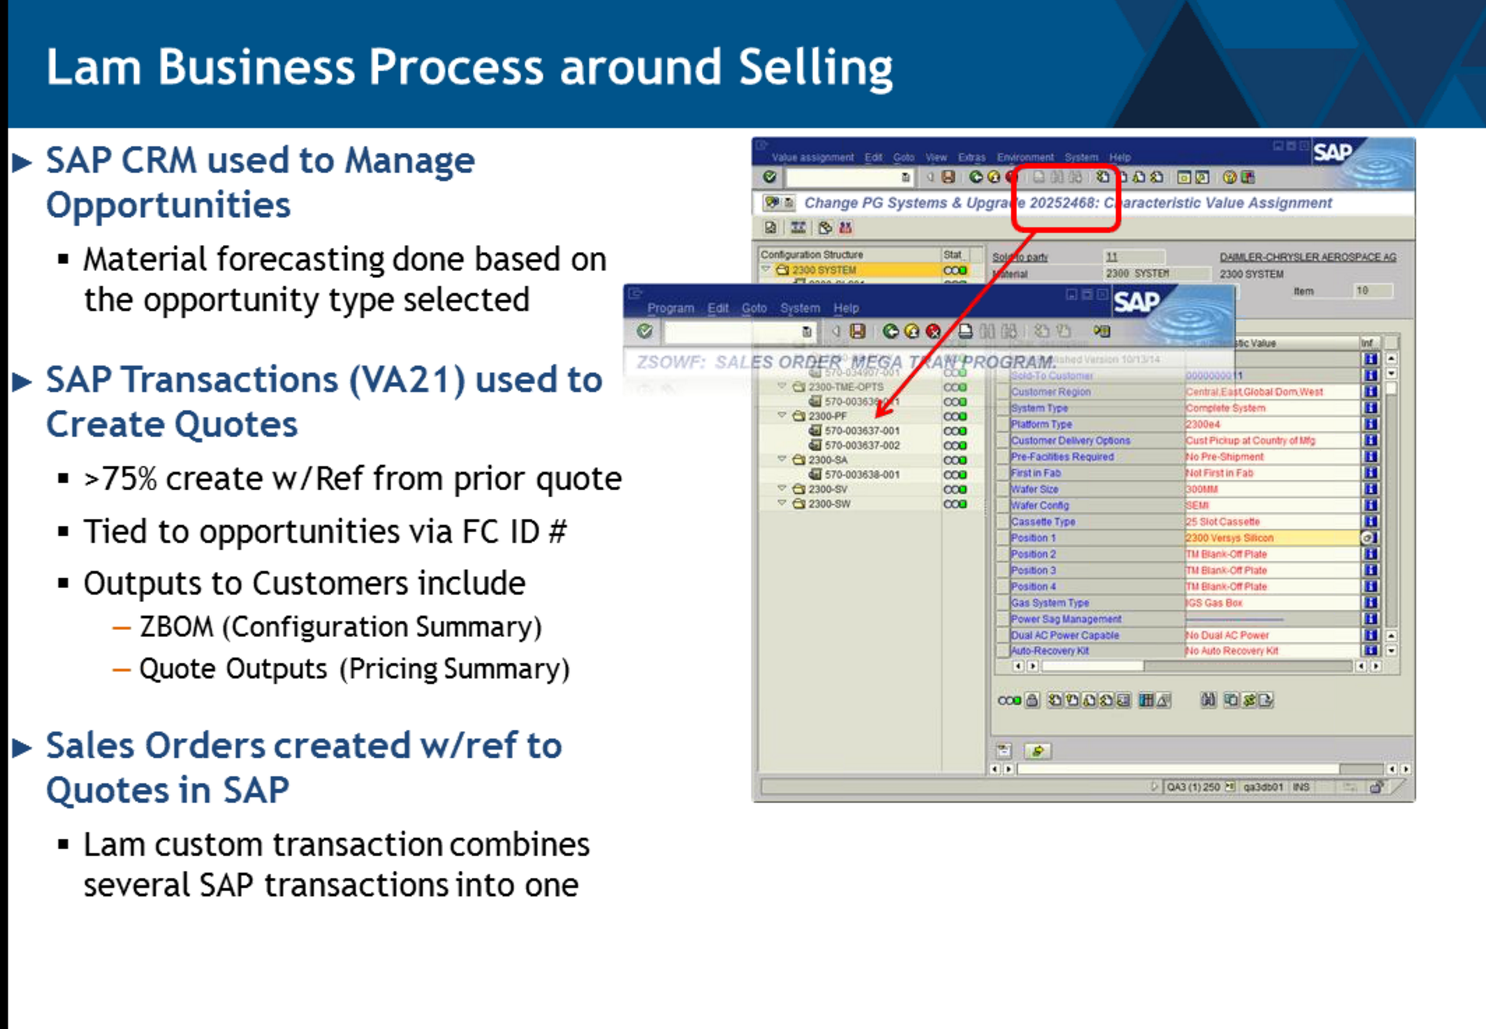 Lam Business Process around Selling
► SAP CRM used to Manage
Opportunities
▪ Material forecasting done based on
the opportunity type selected
► SAP Transactions (VA21) used to
Create Quotes
▪ >75% create w/Ref from prior quote
▪ Tied to opportunities via FC ID #
▪ Outputs to Customers include
— ZBOM (Configuration Summary)
— Quote Outputs (Pricing Summary)
► Sales Orders created w/ref to
Quotes in SAP
▪ Lam custom transaction combines
several SAP transactions into one
Value assignment Edit Goto View Extras Environment System Help
SAP
Change PG Systems & Upgrade 20252468: Characteristic Value Assignment
Configuration Structure Stat
2300 SYSTEM
Sold-to party 11 DAIMLER-CHRYSLER AEROSPACE AG
Material 2300 SYSTEM 2300 SYSTEM
Item 10
Program Edit Goto System Help
SAP
ZSOWF: SALES ORDER MEGA TRAN PROGRAM.
570-034907-001
2300-TME-OPTS
2300-PF
570-003637-001
570-003637-002
2300-SA
570-003638-001
2300-SV
2300-SW
Value Inf
Version 10/13/14
Sold-To Customer 0000000011
Customer Region Central,East,Global Dom,West
System Type Complete System
Platform Type 2300e4
Customer Delivery Options Cust Pickup at Country of Mfg
Pre-Facilities Required No Pre-Shipment
First in Fab Not First in Fab
Wafer Size 300MM
Wafer Config SEMI
Cassette Type 25 Slot Cassette
Position 1 2300 Versys Silicon
Position 2 TM Blank-Off Plate
Position 3 TM Blank-Off Plate
Position 4 TM Blank-Off Plate
Gas System Type IGS Gas Box
Power Sag Management
Dual AC Power Capable No Dual AC Power
Auto-Recovery Kit No Auto Recovery Kit
QA3 (1) 250 qa3db01 INS